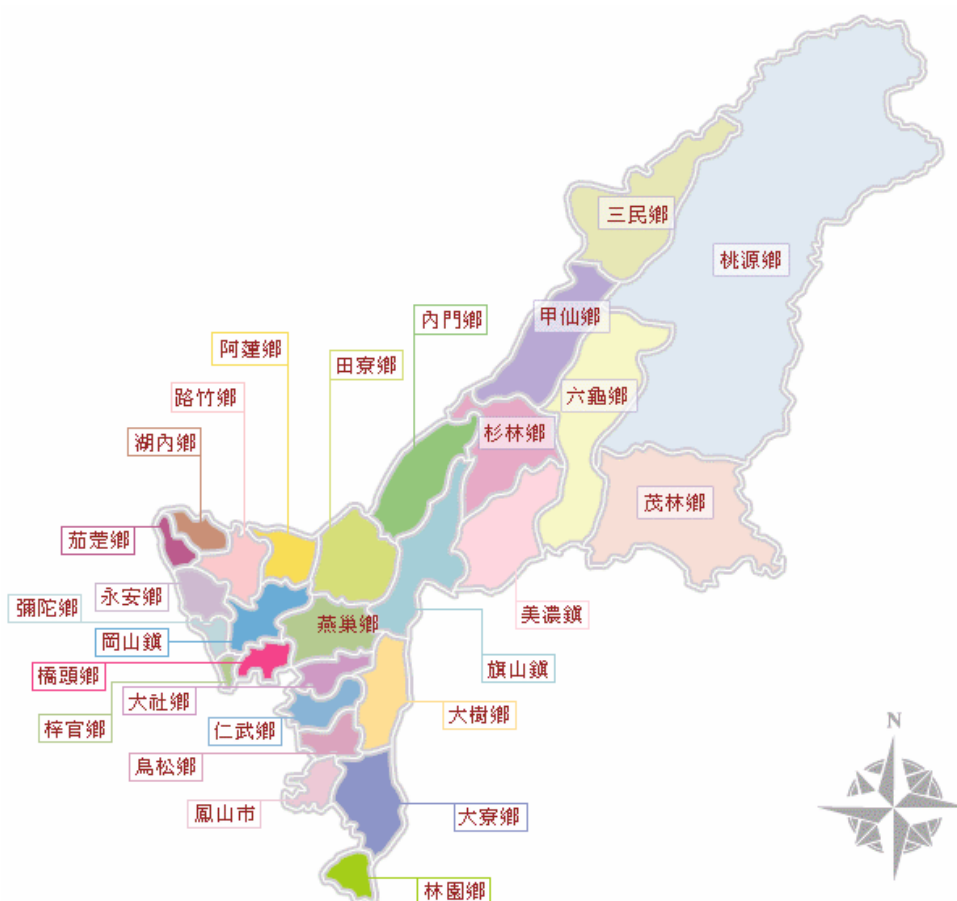 三民鄉
桃源鄉
甲仙鄉
內門鄉
阿蓮鄉
田寮鄉
路竹鄉
六龜鄉
杉林鄉
湖內鄉
茂林鄉
茄萣鄉
永安鄉
彌陀鄉
美濃鎮
燕巢鄉
岡山鎮
旗山鎮
橋頭鄉
大社鄉
大樹鄉
梓官鄉
仁武鄉
N
鳥松鄉
鳳山市
大寮鄉
林園鄉